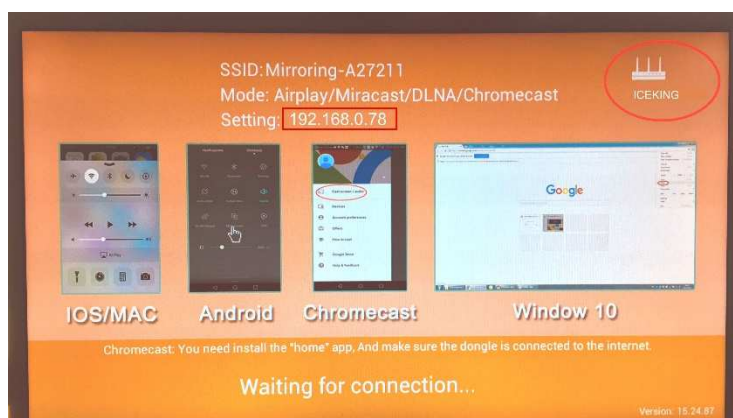 SSID: Mirroring-A27211
Mode: Airplay/Miracast/DLNA/Chromecast
Setting: 192.168.0.78
ICEKING
AirPlay
Google
IOS/MAC
Android
Chromecast
Window 10
Chromecast: You need install the "home" app, And make sure the dongle is connected to the internet.
Waiting for connection...
Version: 15.24.87